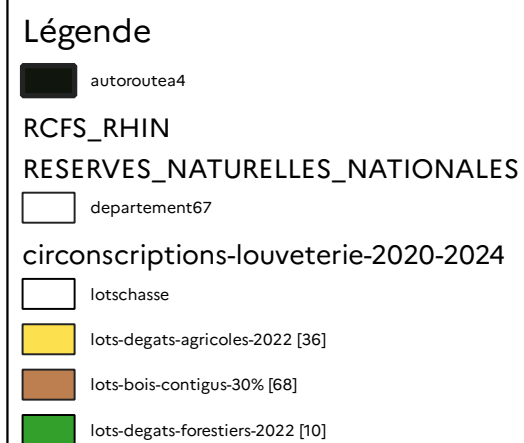 Légende
autoroutea4
RCFS_RHIN
RESERVES_NATURELLES_NATIONALES
departement67
circonscriptions-louveterie-2020-2024
lotschasse
lots-degats-agricoles-2022 [36]
lots-bois-contigus-30% [68]
lots-degats-forestiers-2022 [10]